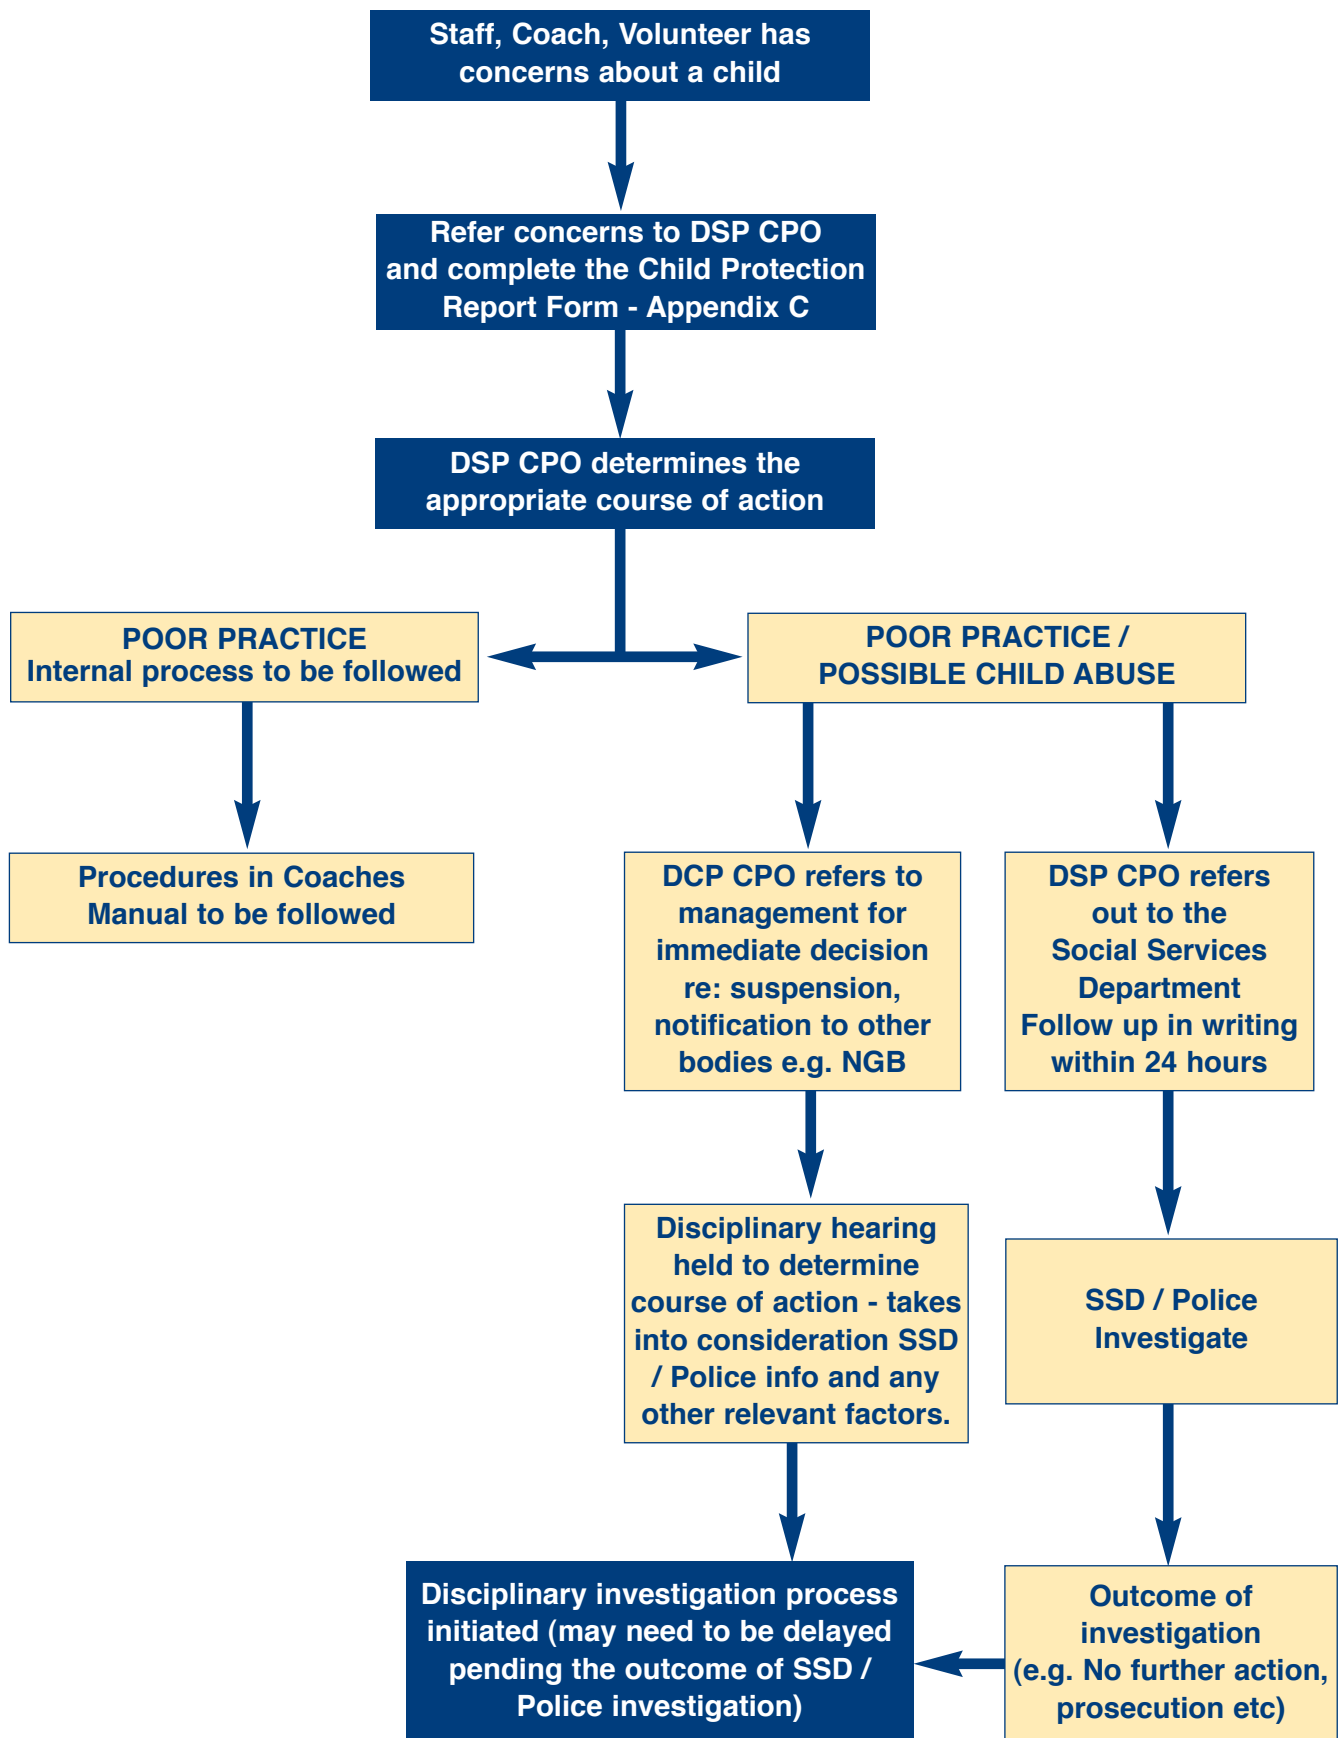 Staff, Coach, Volunteer has
concerns about a child
Refer concerns to DSP CPO
and complete the Child Protection
Report Form - Appendix C
DSP CPO determines the
appropriate course of action
POOR PRACTICE
Internal process to be followed
POOR PRACTICE /
POSSIBLE CHILD ABUSE
Procedures in Coaches
Manual to be followed
DCP CPO refers to
management for
immediate decision
re: suspension,
notification to other
bodies e.g. NGB
DSP CPO refers
out to the
Social Services
Department
Follow up in writing
within 24 hours
Disciplinary hearing
held to determine
course of action - takes
into consideration SSD
/ Police info and any
other relevant factors.
SSD / Police
Investigate
Disciplinary investigation process
initiated (may need to be delayed
pending the outcome of SSD /
Police investigation)
Outcome of
investigation
(e.g. No further action,
prosecution etc)